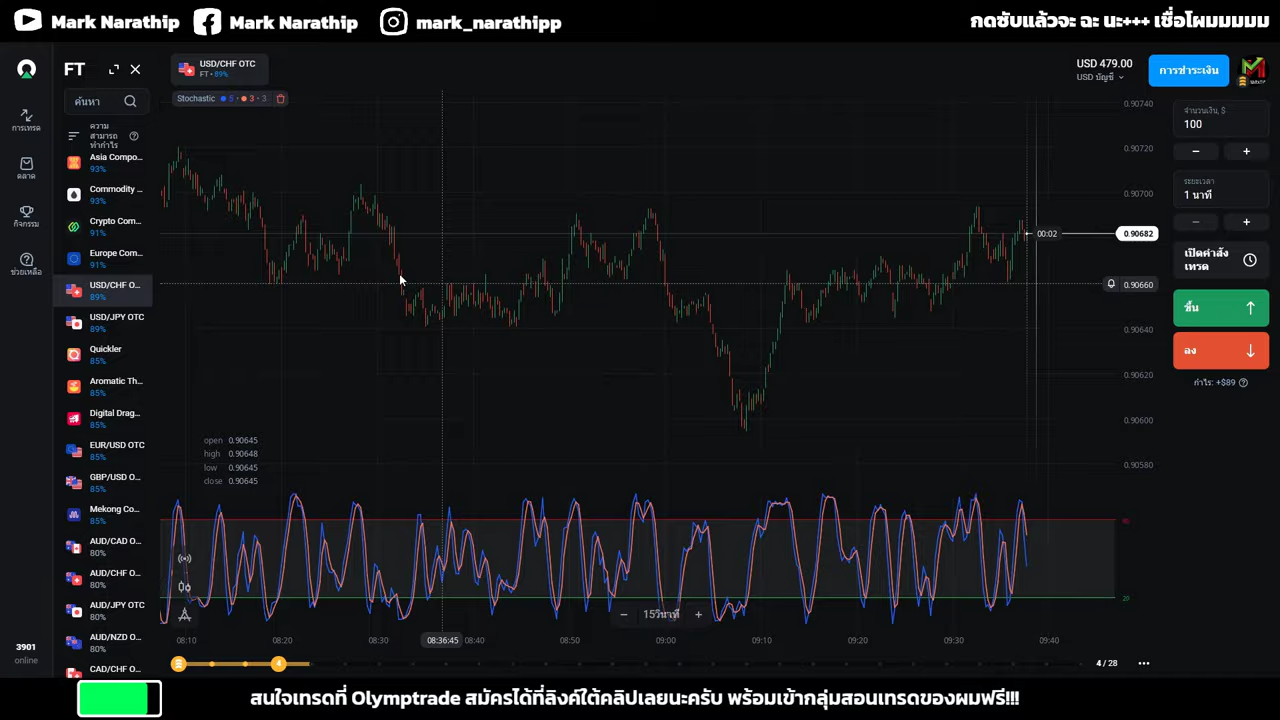 Mark Narathip Mark Narathip mark_narathipp กดซับแล้วจะ ฉะ นะ+++ เชื่อโผมมมมม
FT
USD/CHF OTC
FT • 89%
USD 479.00
USD บัญชี
การชำระเงิน
ค้นหา
Stochastic 5 3 3
จำนวนเงิน, $
100
− +
ระยะเวลา
1 นาที
− +
เปิดคำสั่ง
เทรด
ขึ้น
ลง
กำไร: +$89
การเทรด
ตลาด
กิจกรรม
ช่วยเหลือ
3901
online
ความ
สามารถ
ทำกำไร
Asia Compo...
93%
Commodity ...
93%
Crypto Com...
91%
Europe Com...
91%
USD/CHF O...
89%
USD/JPY OTC
89%
Quickler
85%
Aromatic Th...
85%
Digital Drag...
85%
EUR/USD OTC
85%
GBP/USD O...
85%
Mekong Co...
85%
AUD/CAD O...
80%
AUD/CHF O...
80%
AUD/JPY OTC
80%
AUD/NZD O...
80%
CAD/CHF O...
0.90740
0.90720
0.90700
00:02 0.90682
0.90660
0.90640
0.90620
0.90600
0.90580
open 0.90645
high 0.90648
low 0.90645
close 0.90645
20
− 15วินาที +
08:10 08:20 08:30 08:36:45 08:40 08:50 09:00 09:10 09:20 09:30 09:40
4 4 / 28
สนใจเทรดที่ Olymptrade สมัครได้ที่ลิงค์ใต้คลิปเลยนะครับ พร้อมเข้ากลุ่มสอนเทรดของผมฟรี!!!